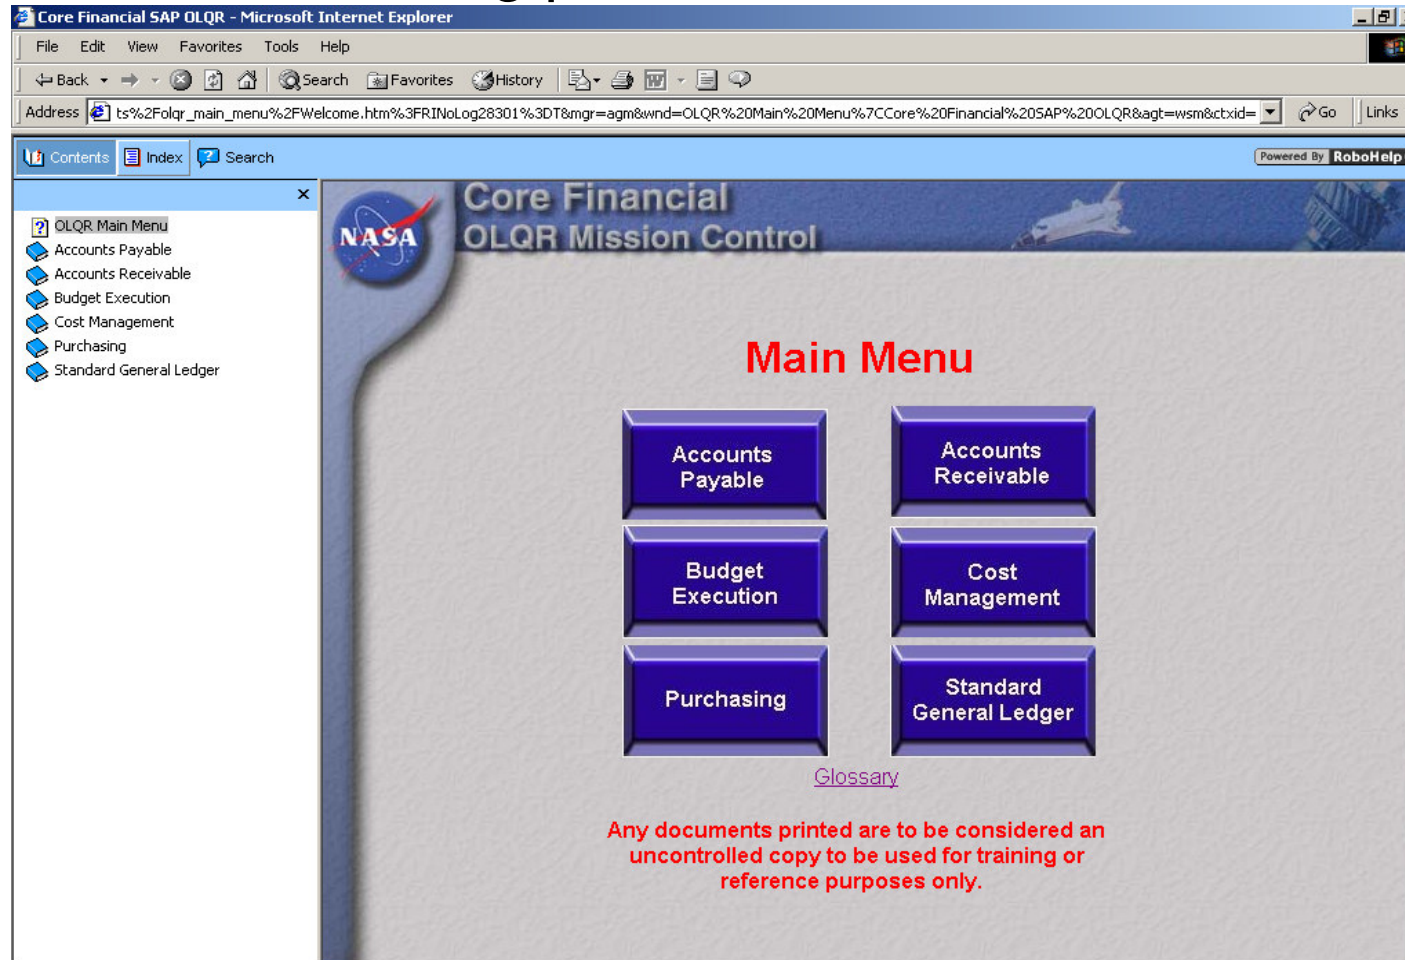 Core Financial SAP OLQR - Microsoft Internet Explorer
File Edit View Favorites Tools Help
Back Search Favorites History
Address ts%2Folqr_main_menu%2FWelcome.htm%3FRINoLog28301%3DT&mgr=agm&wnd=OLQR%20Main%20Menu%7CCore%20Financial%20SAP%20OLQR&agt=wsm&ctxid= Go Links
Contents Index Search Powered By RoboHelp
OLQR Main Menu
Accounts Payable
Accounts Receivable
Budget Execution
Cost Management
Purchasing
Standard General Ledger
NASA
Core Financial
OLQR Mission Control
Main Menu
Accounts
Payable
Accounts
Receivable
Budget
Execution
Cost
Management
Purchasing
Standard
General Ledger
Glossary
Any documents printed are to be considered an
uncontrolled copy to be used for training or
reference purposes only.